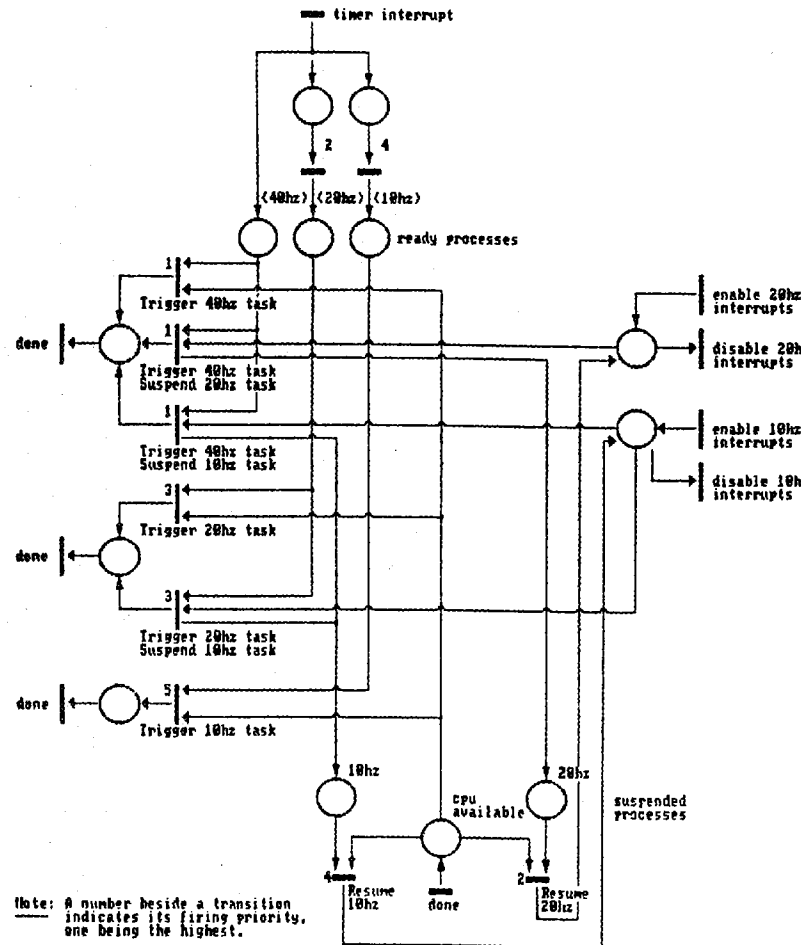 timer interrupt
2
4
(40hz)
(20hz)
(10hz)
ready processes
1
Trigger 40hz task
enable 20hz
interrupts
done
1
Trigger 40hz task
Suspend 20hz task
disable 20h
interrupts
1
Trigger 40hz task
Suspend 10hz task
enable 10hz
interrupts
disable 10h
interrupts
3
Trigger 20hz task
done
3
Trigger 20hz task
Suspend 10hz task
done
5
Trigger 10hz task
10hz
20hz
cpu
available
suspended
processes
4
Resume
10hz
done
2
Resume
20hz
Note: A number beside a transition
indicates its firing priority,
one being the highest.